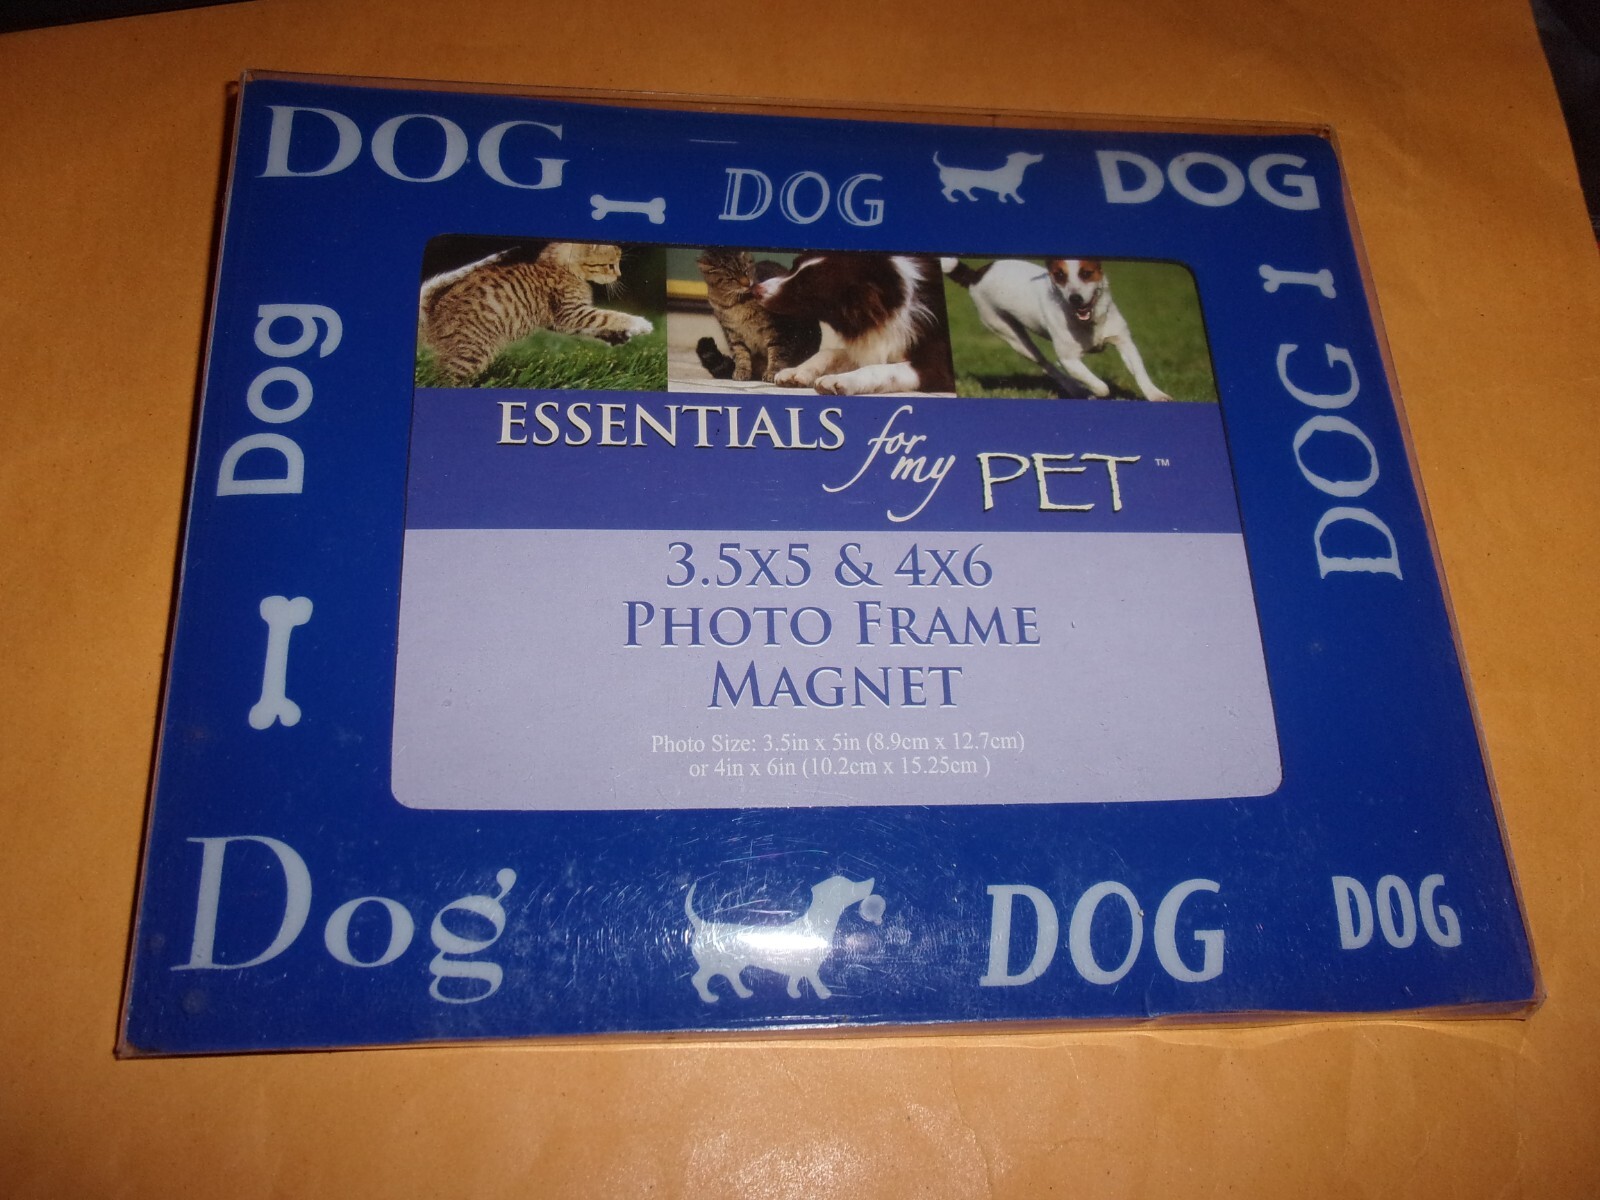 DOG
DOG
DOG
Dog
DOG
ESSENTIALS for my PET™
3.5x5 & 4x6
PHOTO FRAME
MAGNET
Photo Size: 3.5in x 5in (8.9cm x 12.7cm)
or 4in x 6in (10.2cm x 15.25cm )
Dog
DOG
DOG